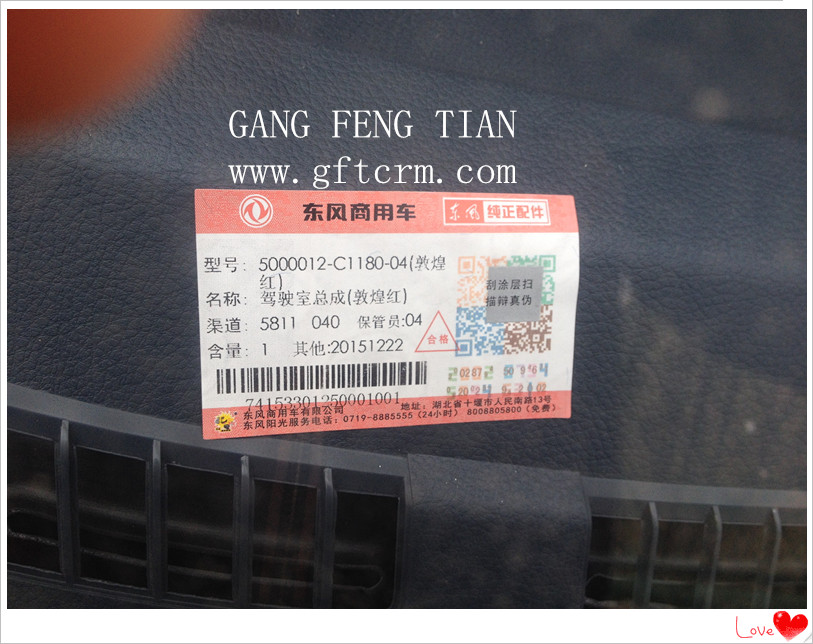 GANG FENG TIAN
www.gftcrm.com
东风商用车 东风 纯正配件
型号: 5000012-C1180-04(敦煌
红)
名称: 驾驶室总成(敦煌红)
渠道: 5811 040 保管员:04
含量: 1 其他:20151222
合格
刮涂层扫
描辩真伪
74153301250001001
东风商用车有限公司 地址: 湖北省十堰市人民南路13号
东风阳光服务电话: 0719-8885555 (24小时) 8008805800 (免费)
Love